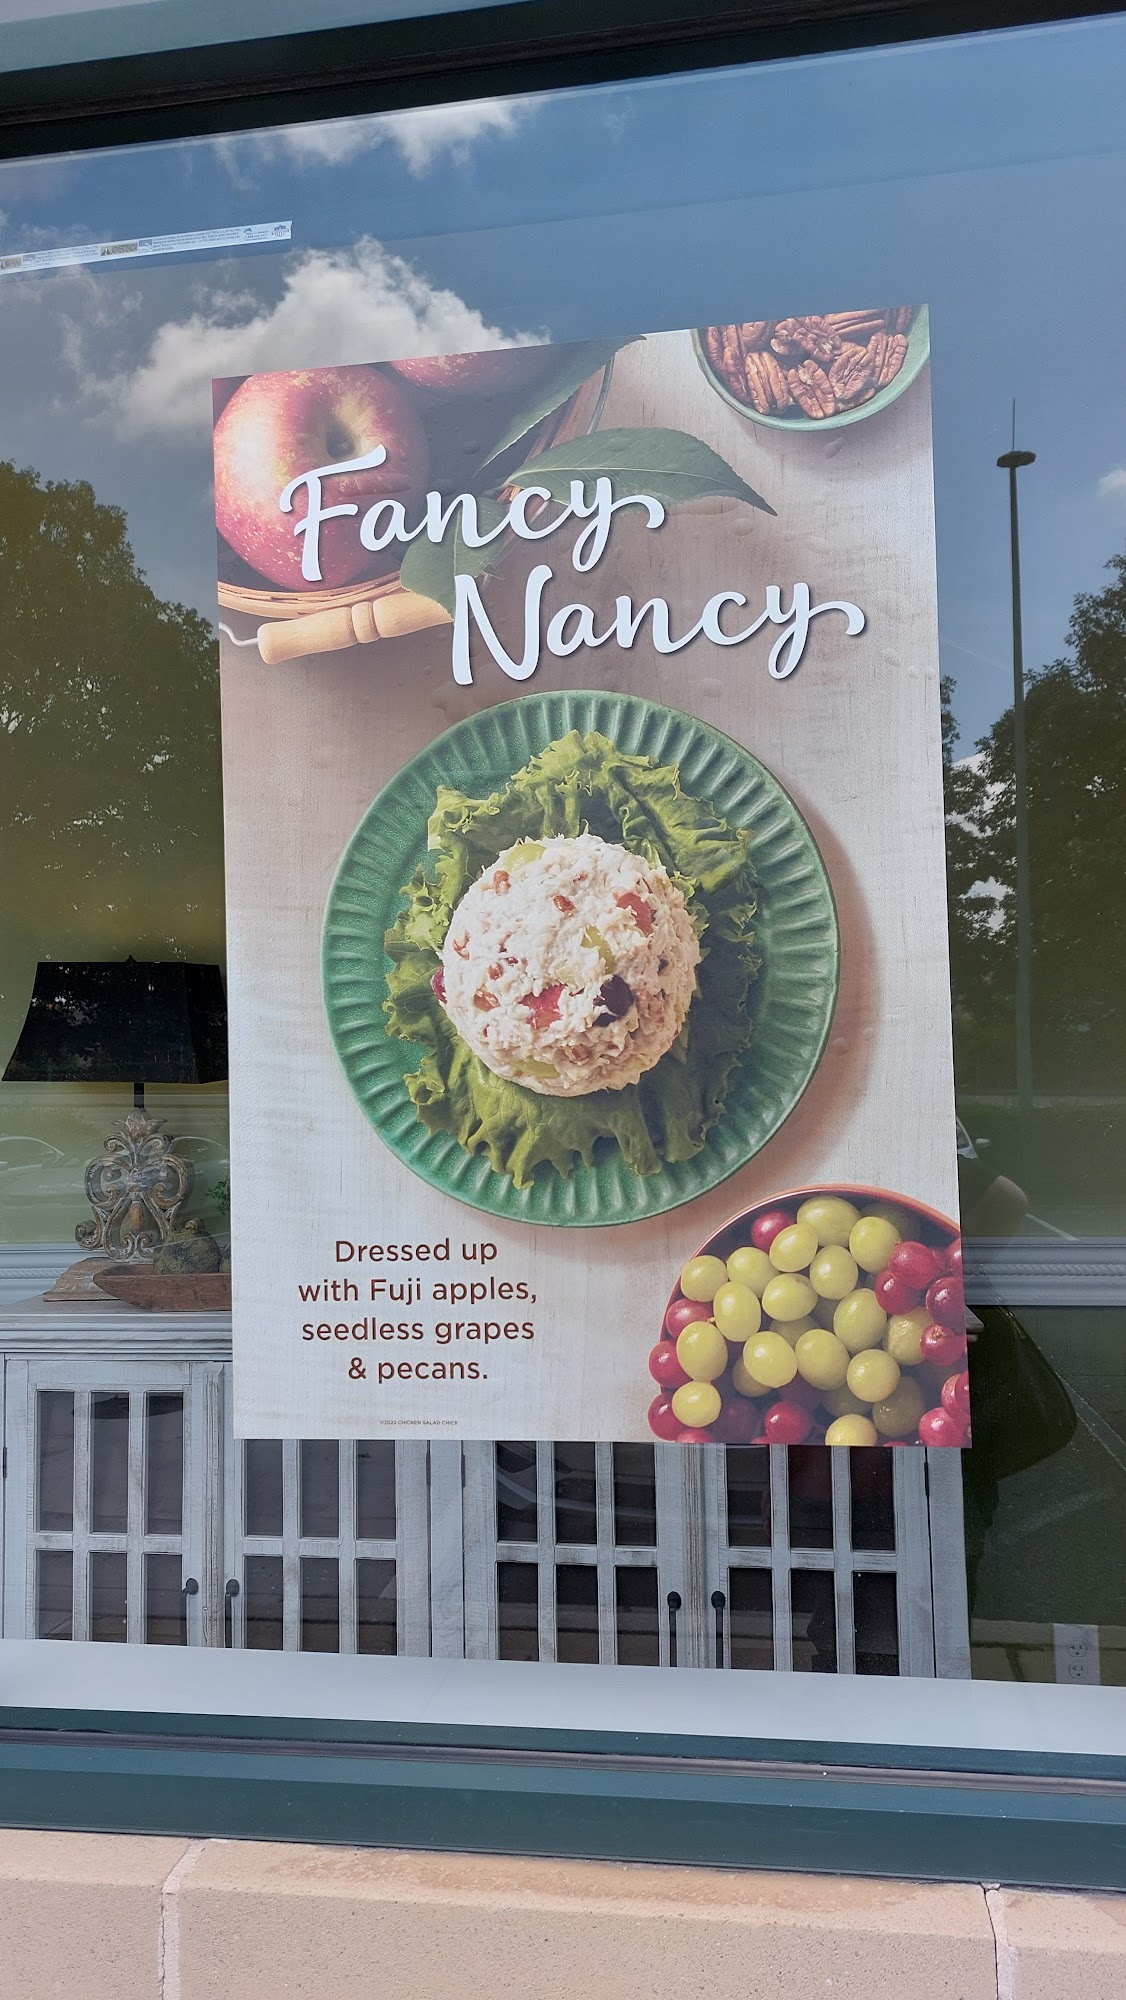 Fancy
Nancy
Dressed up
with Fuji apples,
seedless grapes
& pecans.
©2022 CHICKEN SALAD CHICK